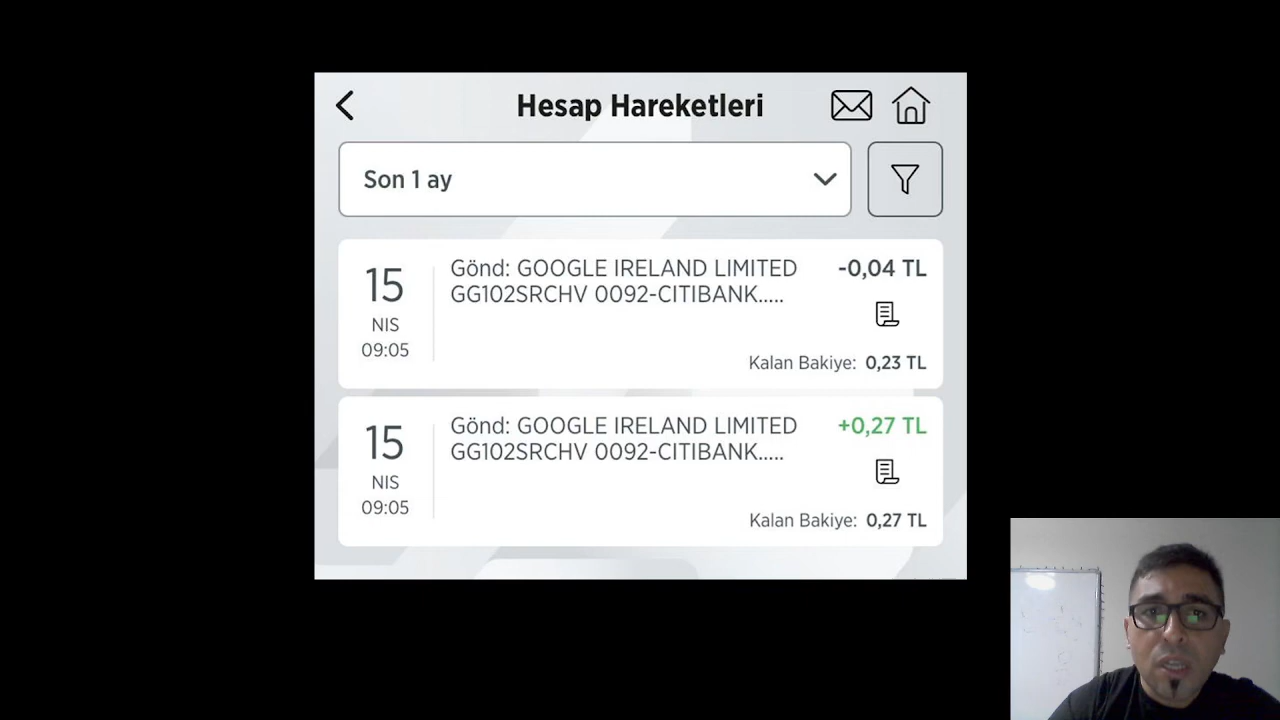 Hesap Hareketleri
Son 1 ay
15
NIS
09:05
Gönd: GOOGLE IRELAND LIMITED
GG102SRCHV 0092-CITIBANK.....
-0,04 TL
Kalan Bakiye: 0,23 TL
15
NIS
09:05
Gönd: GOOGLE IRELAND LIMITED
GG102SRCHV 0092-CITIBANK.....
+0,27 TL
Kalan Bakiye: 0,27 TL